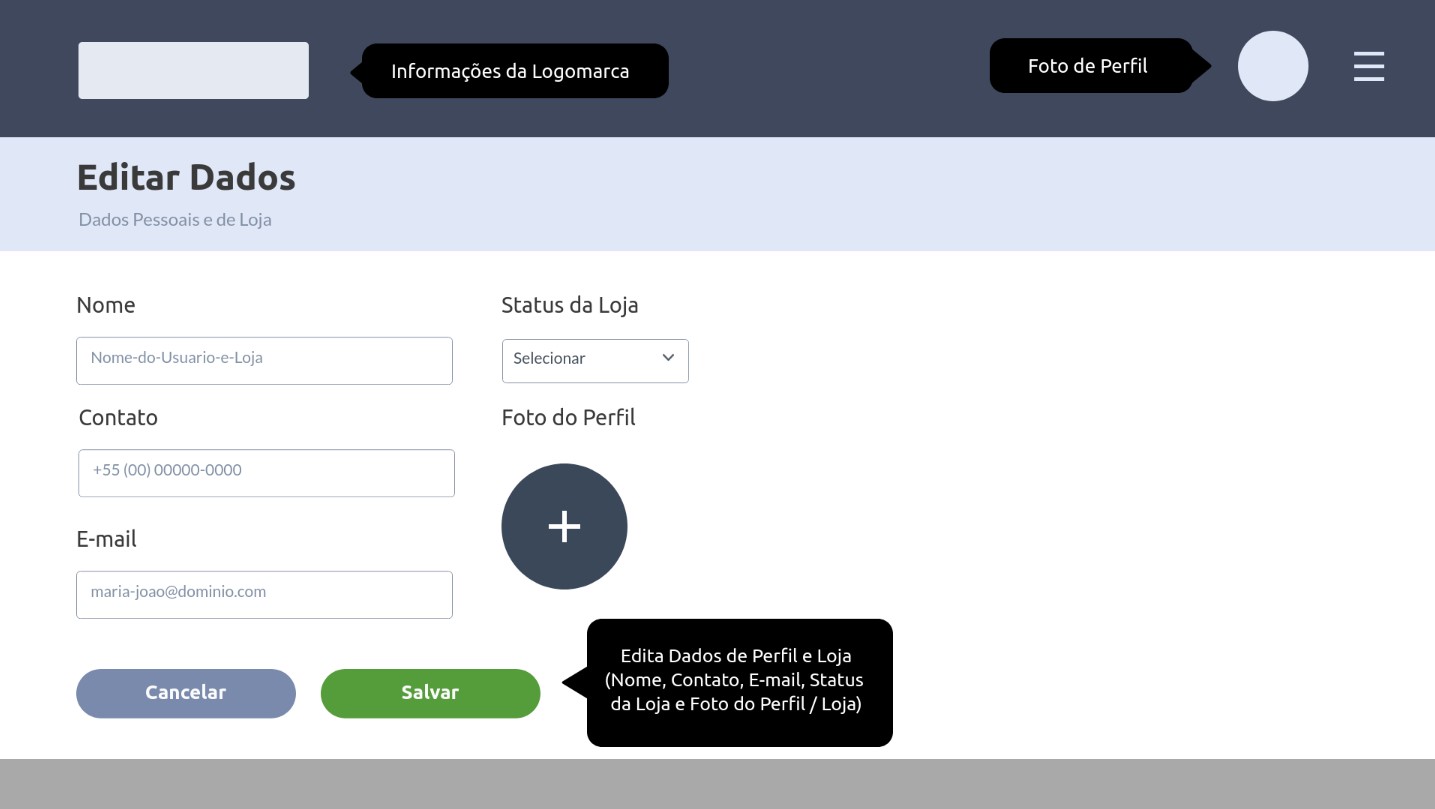 Informações da Logomarca
Foto de Perfil
Editar Dados
Dados Pessoais e de Loja
Nome
Nome-do-Usuario-e-Loja
Contato
+55 (00) 00000-0000
E-mail
maria-joao@dominio.com
Status da Loja
Selecionar
Foto do Perfil
+
Cancelar
Salvar
Edita Dados de Perfil e Loja
(Nome, Contato, E-mail, Status
da Loja e Foto do Perfil / Loja)